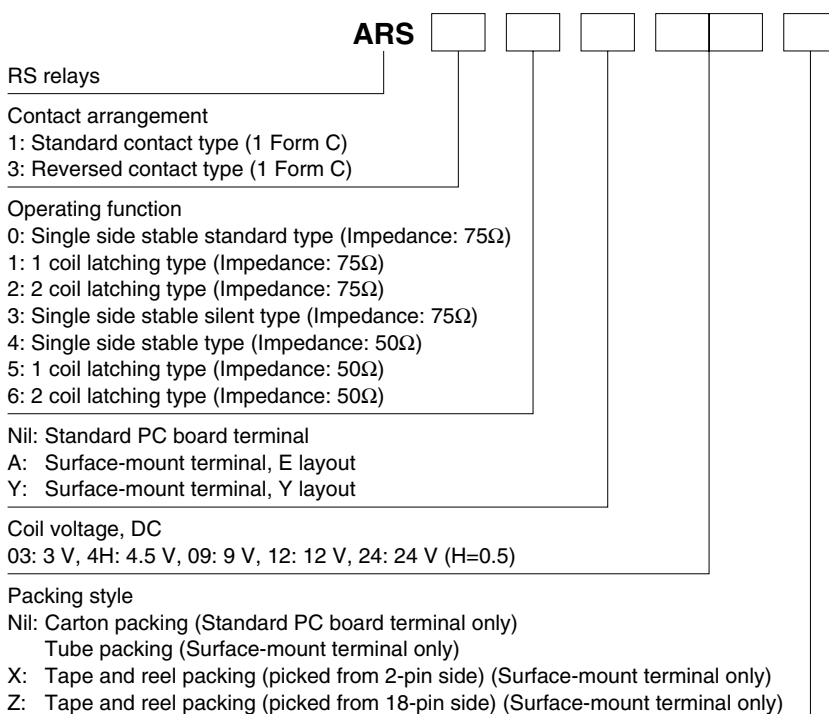 ARS
RS relays
Contact arrangement
1: Standard contact type (1 Form C)
3: Reversed contact type (1 Form C)
Operating function
0: Single side stable standard type (Impedance: 75Ω)
1: 1 coil latching type (Impedance: 75Ω)
2: 2 coil latching type (Impedance: 75Ω)
3: Single side stable silent type (Impedance: 75Ω)
4: Single side stable type (Impedance: 50Ω)
5: 1 coil latching type (Impedance: 50Ω)
6: 2 coil latching type (Impedance: 50Ω)
Nil: Standard PC board terminal
A: Surface-mount terminal, E layout
Y: Surface-mount terminal, Y layout
Coil voltage, DC
03: 3 V, 4H: 4.5 V, 09: 9 V, 12: 12 V, 24: 24 V (H=0.5)
Packing style
Nil: Carton packing (Standard PC board terminal only)
Tube packing (Surface-mount terminal only)
X: Tape and reel packing (picked from 2-pin side) (Surface-mount terminal only)
Z: Tape and reel packing (picked from 18-pin side) (Surface-mount terminal only)